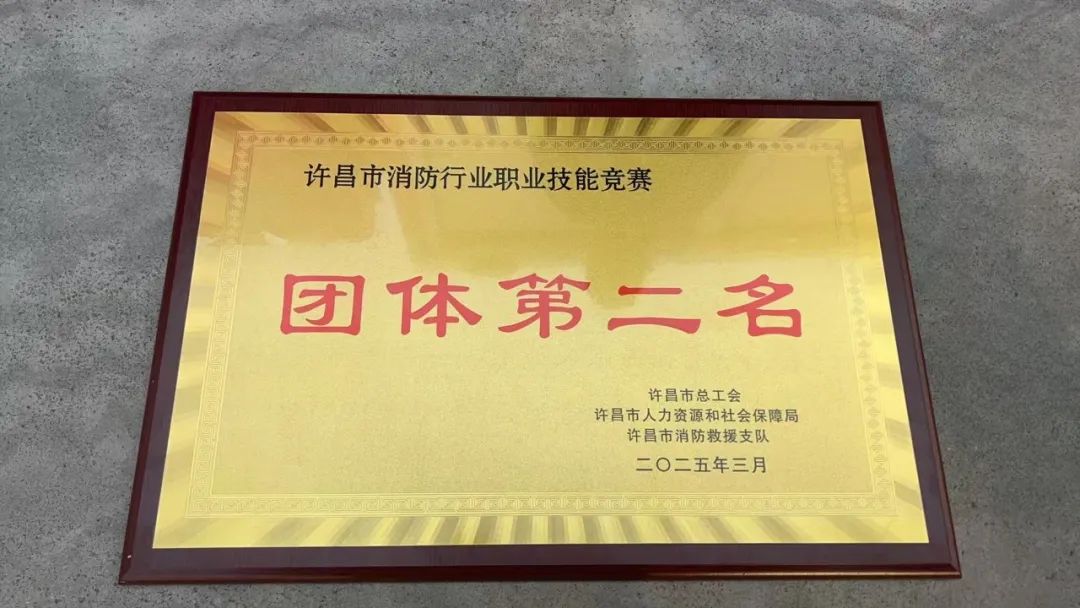 许昌市消防行业职业技能竞赛
团体第二名
许昌市总工会
许昌市人力资源和社会保障局
许昌市消防救援支队
二〇二五年三月